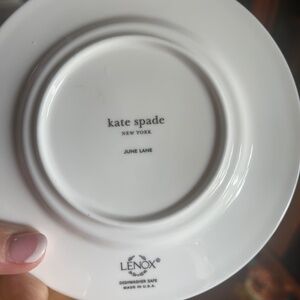 kate spade
NEW YORK
JUNE LANE
LENOX®
DISHWASHER SAFE
MADE IN U.S.A.